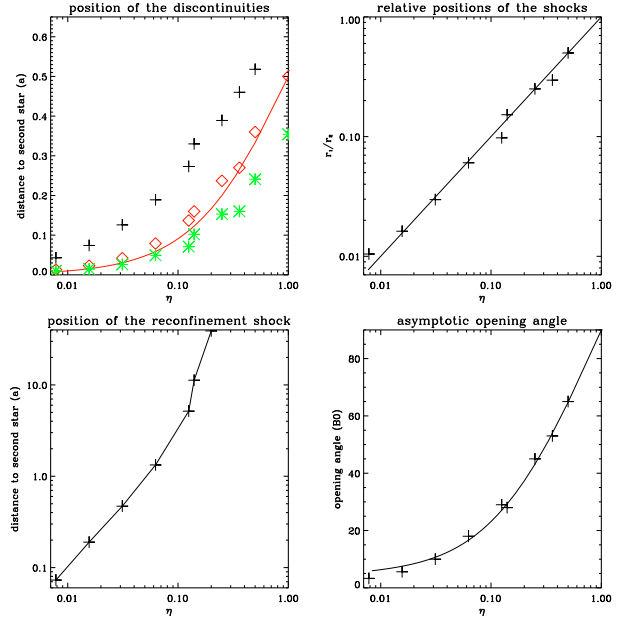 position of the discontinuities
distance to second star (a)
0.6
0.5
0.4
0.3
0.2
0.1
0.0
0.01
0.10
1.00
η
relative positions of the shocks
r₁/r₂
1.00
0.10
0.01
0.01
0.10
1.00
η
position of the reconfinement shock
distance to second star (a)
10.0
1.0
0.1
0.01
0.10
1.00
η
asymptotic opening angle
opening angle (B0)
80
60
40
20
0
0.01
0.10
1.00
η